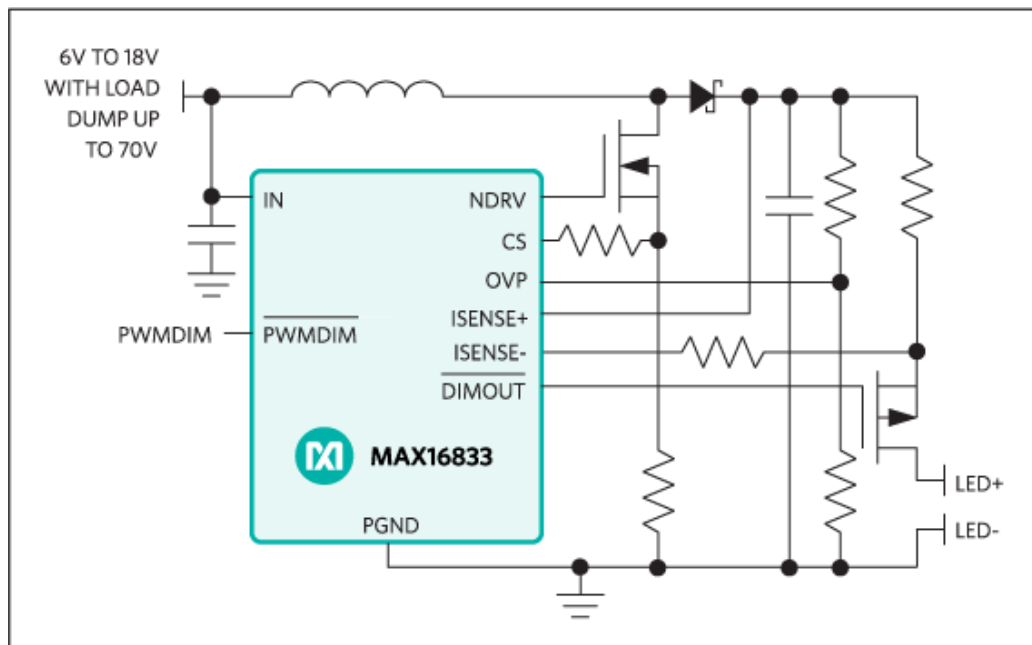 6V TO 18V
WITH LOAD
DUMP UP
TO 70V
IN
NDRV
CS
OVP
ISENSE+
PWMDIM
PWMDIM
ISENSE-
DIMOUT
MAX16833
PGND
LED+
LED-